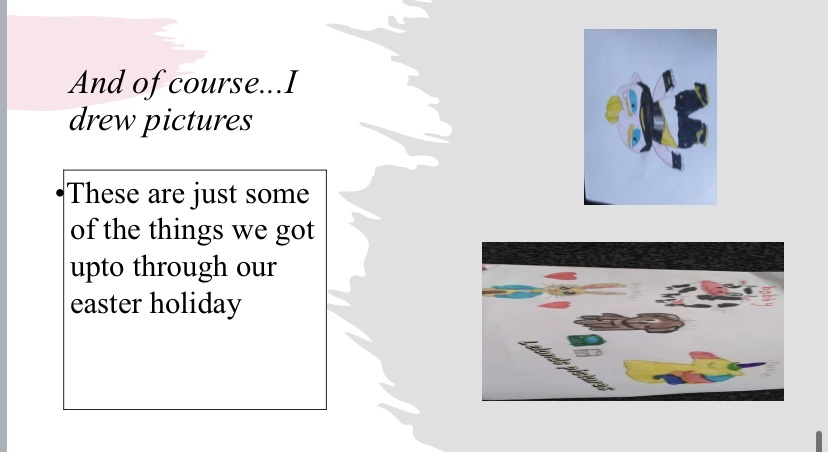 And of course...I
drew pictures
•These are just some
of the things we got
upto through our
easter holiday
bobby